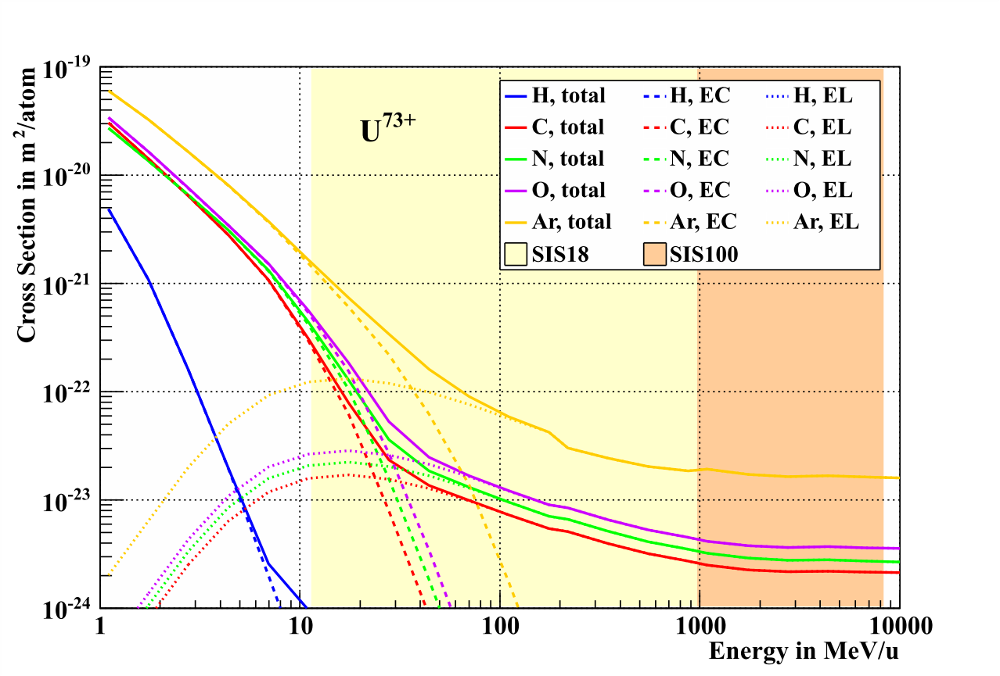 Cross Section in m²/atom
10⁻¹⁹
10⁻²⁰
10⁻²¹
10⁻²²
10⁻²³
10⁻²⁴
U⁷³⁺
H, total H, EC H, EL
C, total C, EC C, EL
N, total N, EC N, EL
O, total O, EC O, EL
Ar, total Ar, EC Ar, EL
SIS18 SIS100
1 10 100 1000 10000
Energy in MeV/u